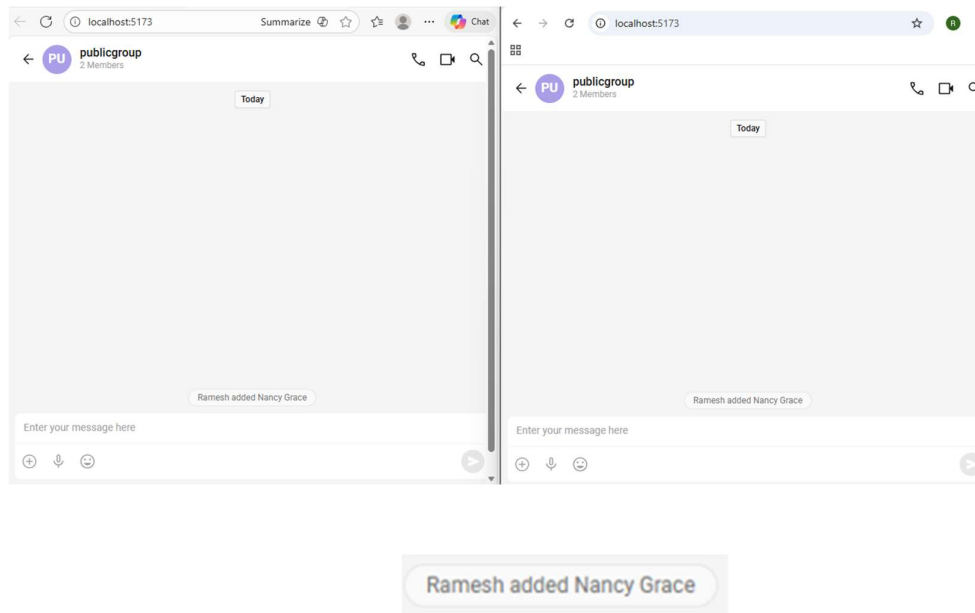 localhost:5173
Summarize
Chat
PU
publicgroup
2 Members
Today
Ramesh added Nancy Grace
Enter your message here
localhost:5173
R
PU
publicgroup
2 Members
Today
Ramesh added Nancy Grace
Enter your message here
Ramesh added Nancy Grace